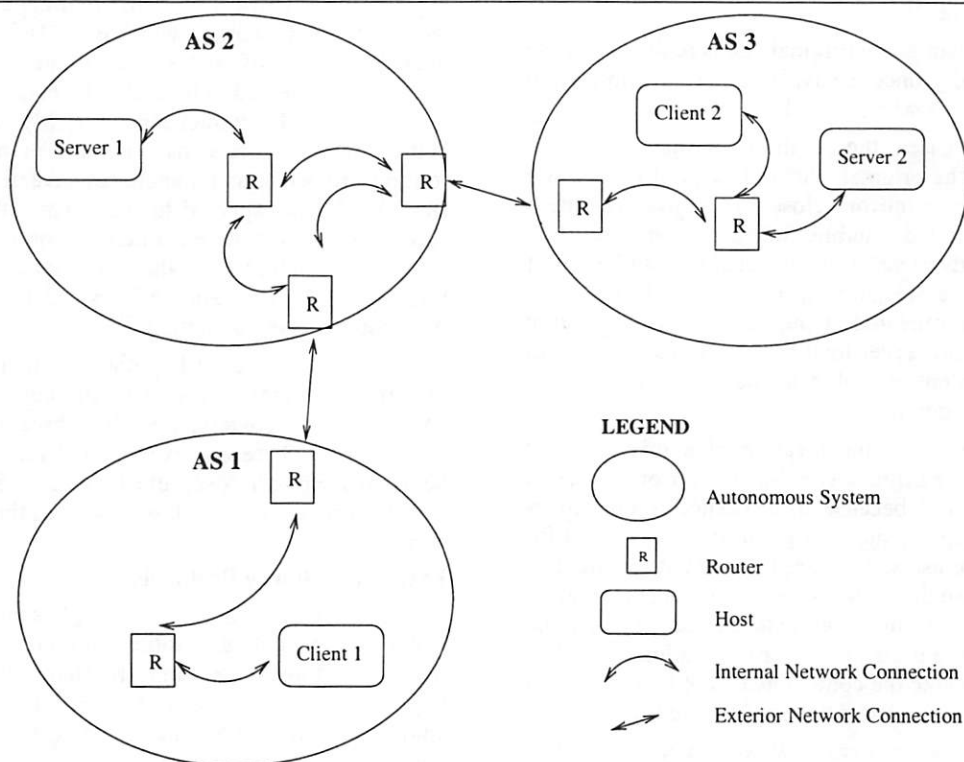 AS 2
Server 1
R
R
R
AS 3
Client 2
Server 2
R
R
AS 1
R
R
Client 1
LEGEND
Autonomous System
R
Router
Host
Internal Network Connection
Exterior Network Connection